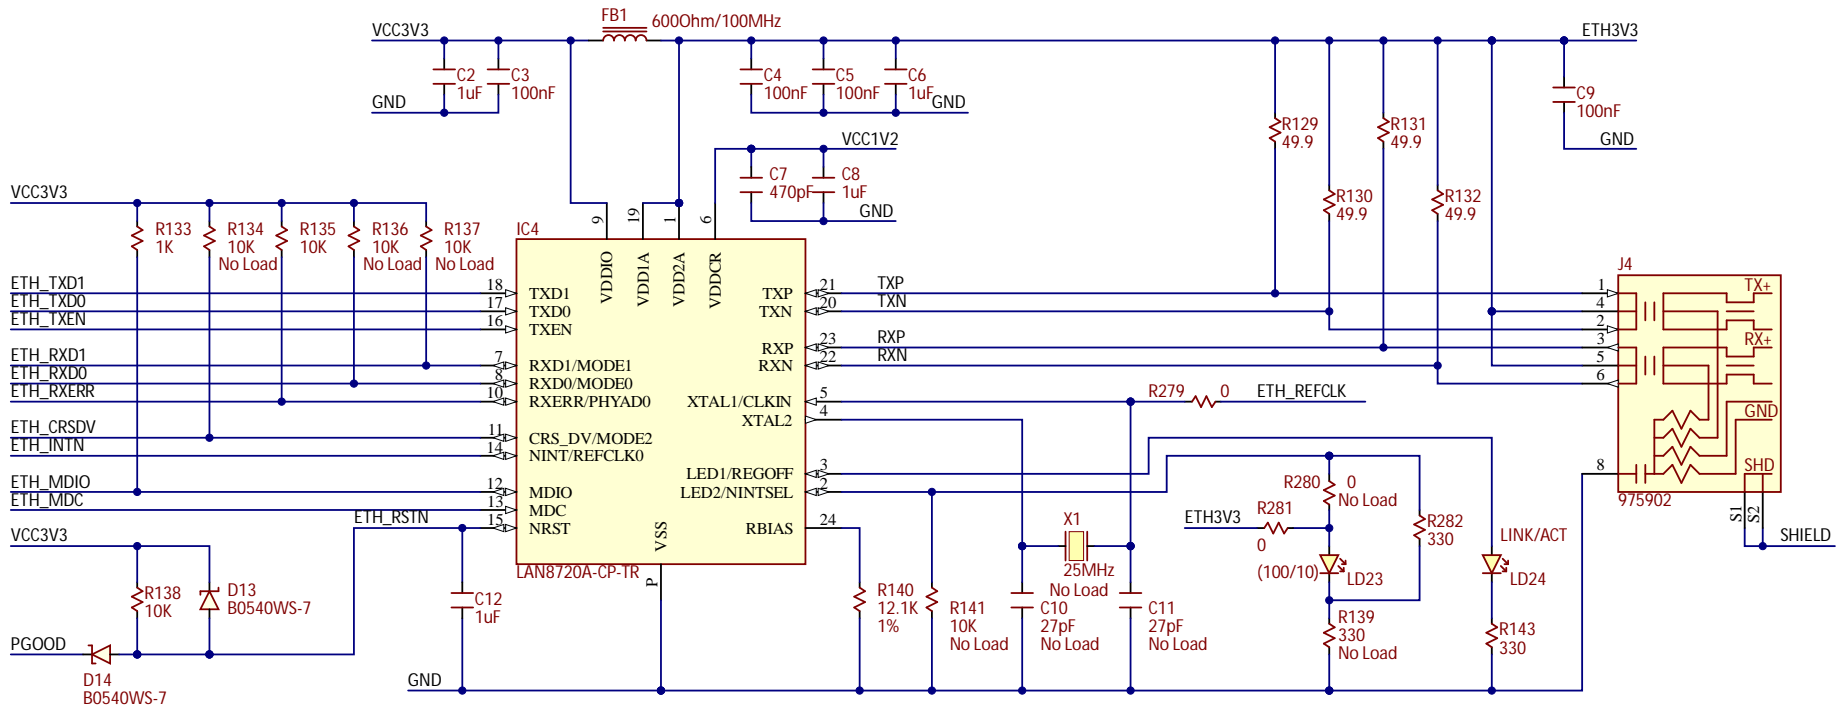 FB1
600Ohm/100MHz
VCC3V3
ETH3V3
C2
1uF
C3
100nF
C4
100nF
C5
100nF
C6
1uF
C9
100nF
GND
GND
GND
VCC1V2
C7
470pF
C8
1uF
GND
R129
49.9
R131
49.9
R130
49.9
R132
49.9
VCC3V3
R133
1K
R134
10K
No Load
R135
10K
R136
10K
No Load
R137
10K
No Load
IC4
9
19
1
6
VDDIO
VDD1A
VDD2A
VDDCR
ETH_TXD1
18
TXD1
ETH_TXD0
17
TXD0
ETH_TXEN
16
TXEN
ETH_RXD1
7
RXD1/MODE1
ETH_RXD0
8
RXD0/MODE0
ETH_RXERR
10
RXERR/PHYAD0
ETH_CRSDV
11
CRS_DV/MODE2
ETH_INTN
14
NINT/REFCLK0
ETH_MDIO
12
MDIO
ETH_MDC
13
MDC
ETH_RSTN
15
NRST
TXP
21
TXP
TXN
20
TXN
RXP
23
RXP
RXN
22
RXN
XTAL1/CLKIN
5
XTAL2
4
LED1/REGOFF
3
LED2/NINTSEL
2
RBIAS
24
VSS
P
LAN8720A-CP-TR
R279
0
ETH_REFCLK
J4
1
4
2
3
5
6
8
TX+
RX+
GND
SHD
975902
S1
S2
SHIELD
VCC3V3
R138
10K
D13
B0540WS-7
PGOOD
D14
B0540WS-7
C12
1uF
GND
R140
12.1K
1%
R141
10K
No Load
X1
25MHz
No Load
C10
27pF
No Load
C11
27pF
No Load
R280
0
No Load
R281
0
ETH3V3
(100/10)
LD23
R282
330
R139
330
No Load
LINK/ACT
LD24
R143
330